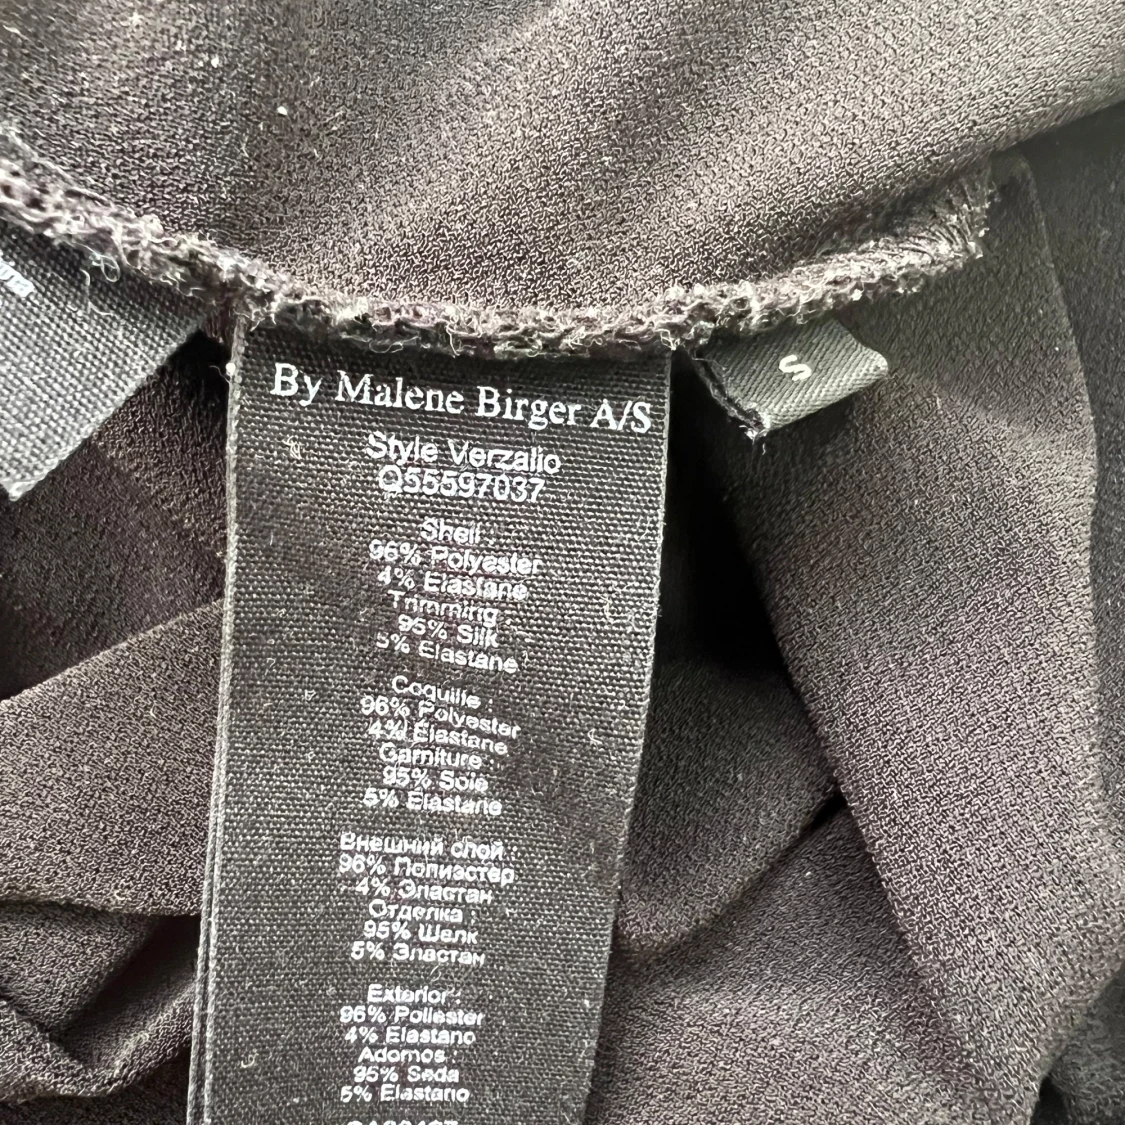 By Malene Birger A/S
Style Verzalio
Q55597037
Shell :
96% Polyester
4% Elastane
Trimming :
95% Silk
5% Elastane
Coquille :
96% Polyester
4% Elastane
Garniture :
95% Soie
5% Elastane
Внешний слой :
96% Полиэстер
4% Эластан
Отделка :
95% Шелк
5% Эластан
Exterior :
96% Poliester
4% Elastano
Adornos :
95% Seda
5% Elastano
S